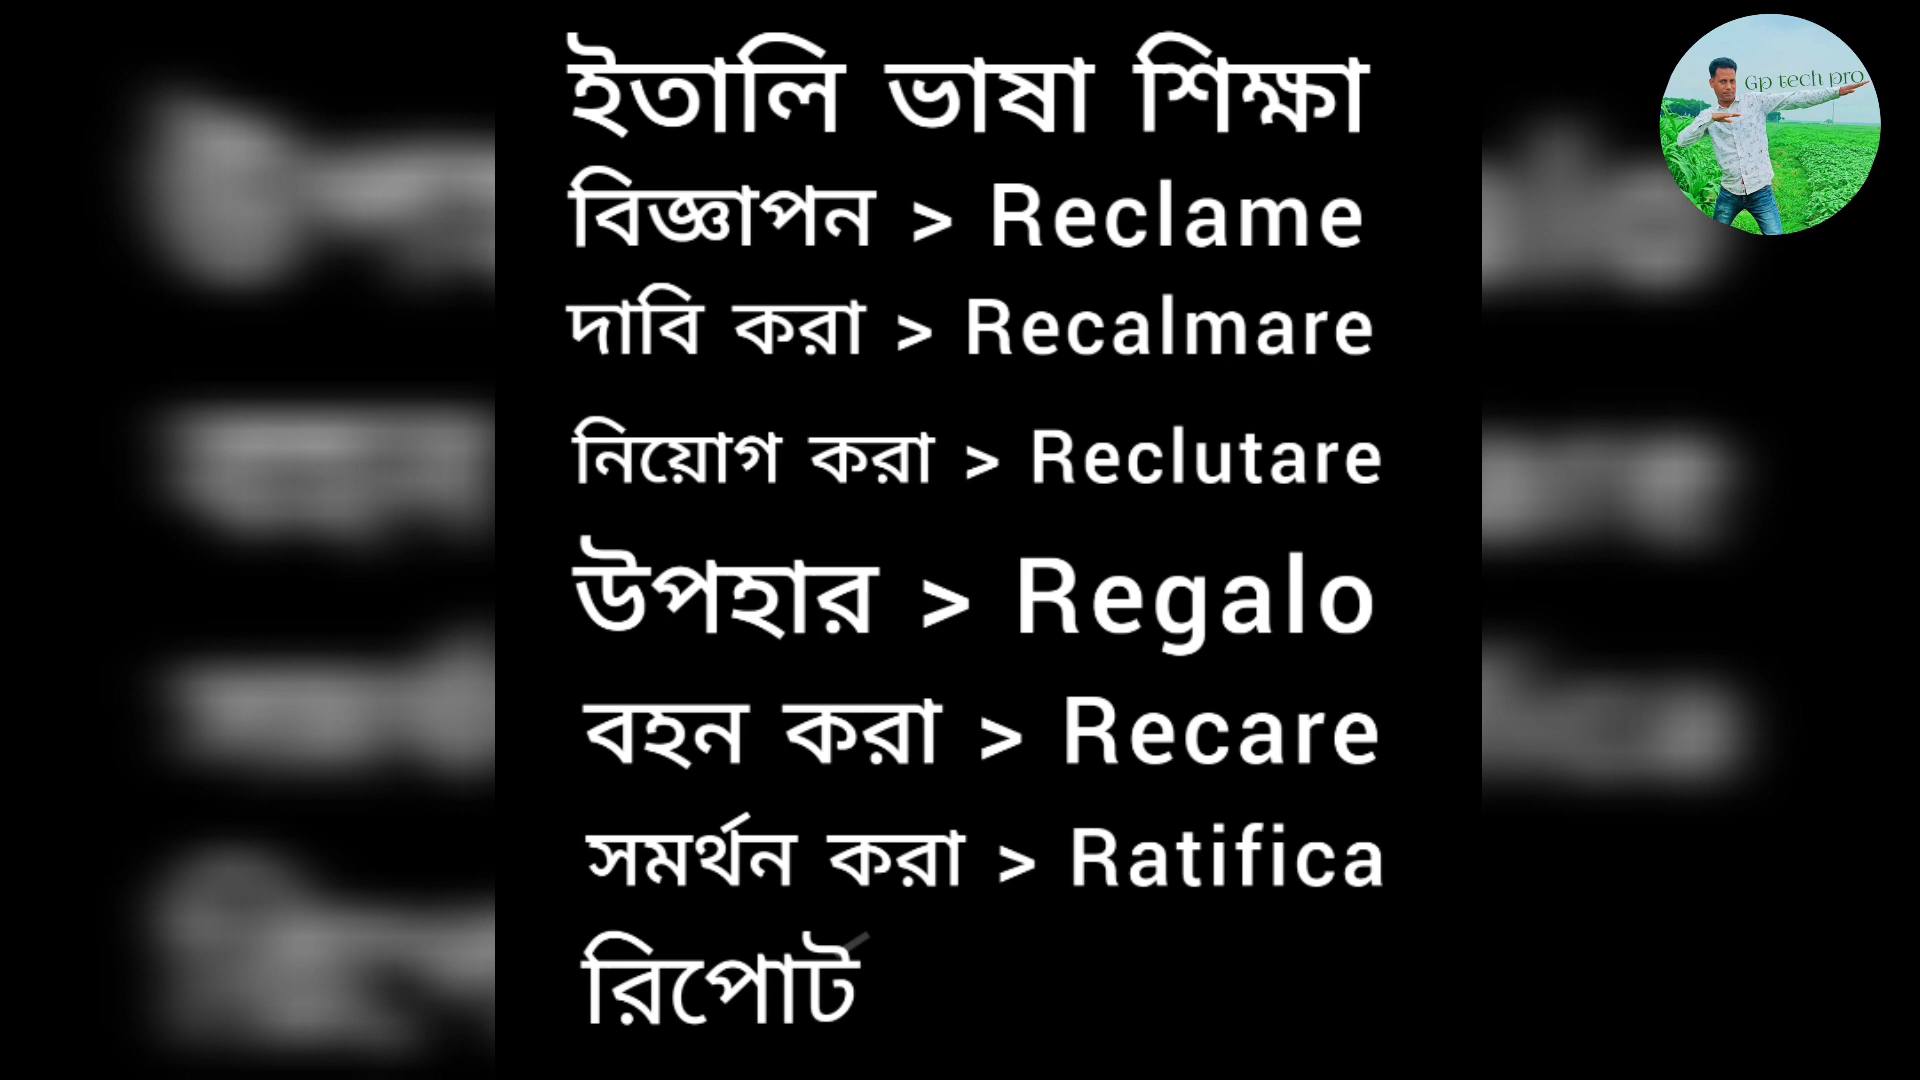 ইতালি ভাষা শিক্ষা
Gp tech pro
বিজ্ঞাপন > Reclame
দাবি করা > Recalmare
নিয়োগ করা > Reclutare
উপহার > Regalo
বহন করা > Recare
সমর্থন করা > Ratifica
রিপোর্ট